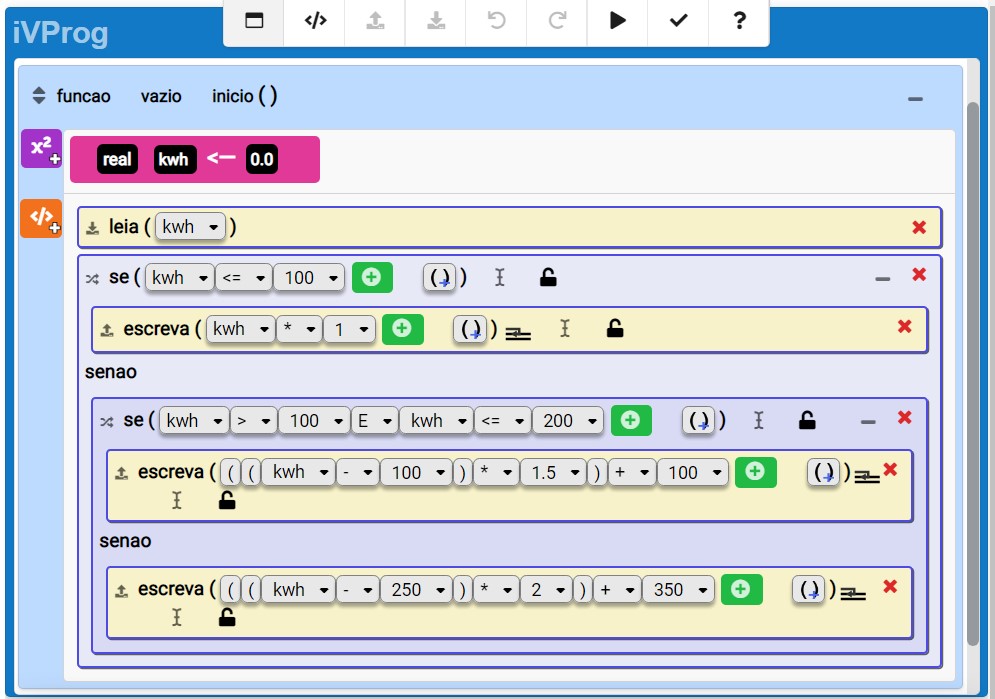 iVProg
</> ?
funcao vazio inicio ( )
x² +
real kwh <— 0.0
</> +
leia ( kwh )
se ( kwh <= 100 ( ) )
escreva ( kwh * 1 ( ) )
senao
se ( kwh > 100 E kwh <= 200 ( ) )
escreva ( ( ( kwh - 100 ) * 1.5 ) + 100 ( ) )
senao
escreva ( ( ( kwh - 250 ) * 2 ) + 350 ( ) )